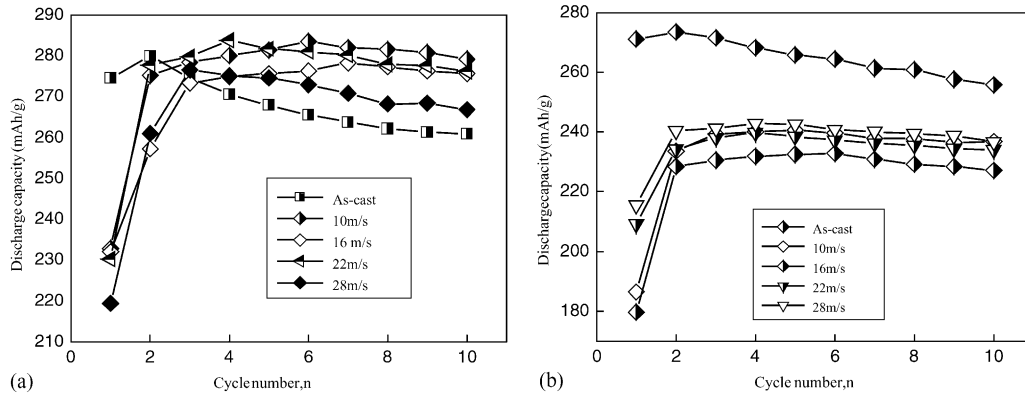 (a)
290
280
270
260
250
240
230
220
210
0 2 4 6 8 10
Discharge capacity (mAh/g)
Cycle number,n
As-cast
10m/s
16 m/s
22m/s
28m/s
(b)
280
260
240
220
200
180
0 2 4 6 8 10
Dischargecapacity (mAh/g)
Cycle number,n
As-cast
10m/s
16m/s
22m/s
28m/s